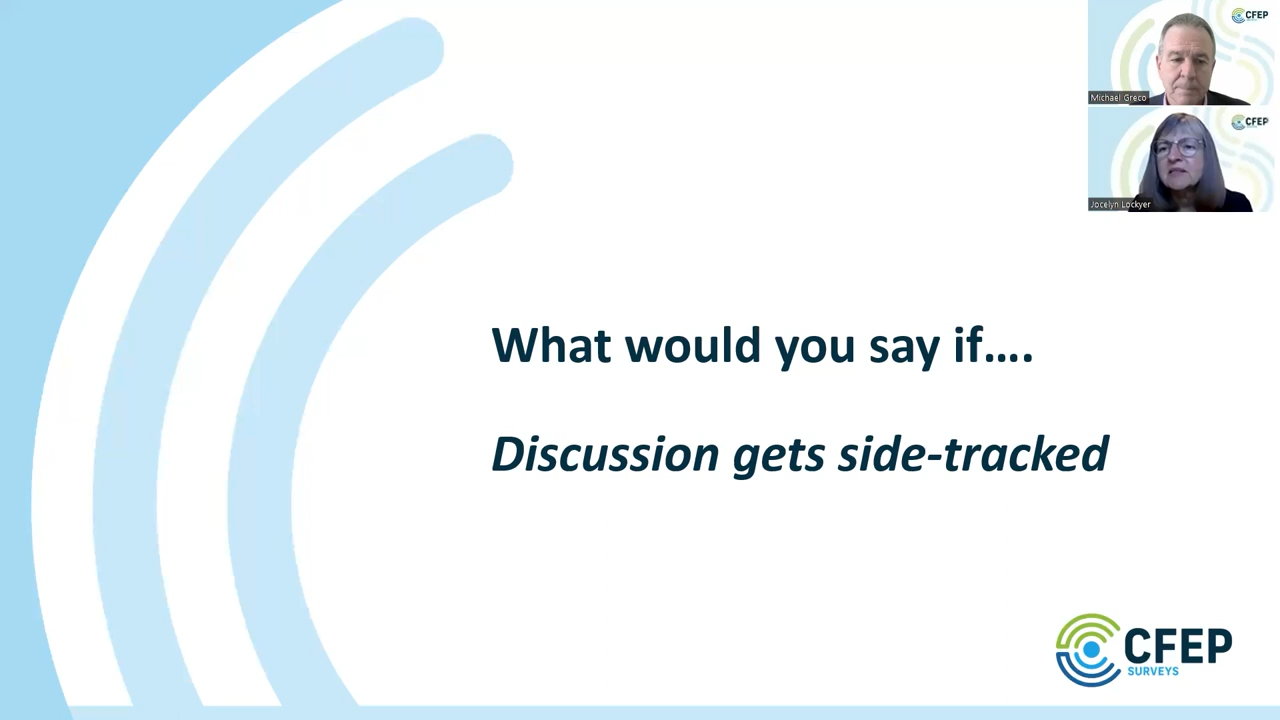 CFEP
Michael Greco
CFEP
Jocelyn Lockyer
What would you say if....
Discussion gets side-tracked
CFEP
SURVEYS